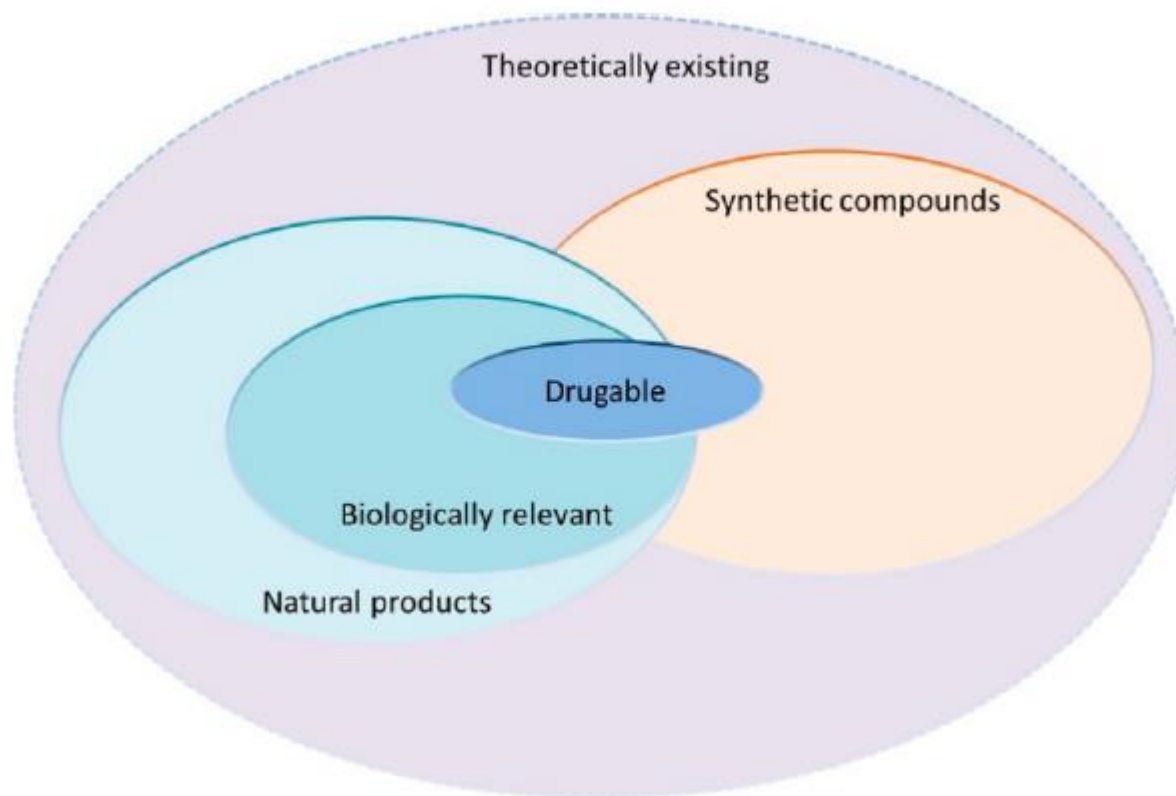 Theoretically existing
Synthetic compounds
Drugable
Biologically relevant
Natural products